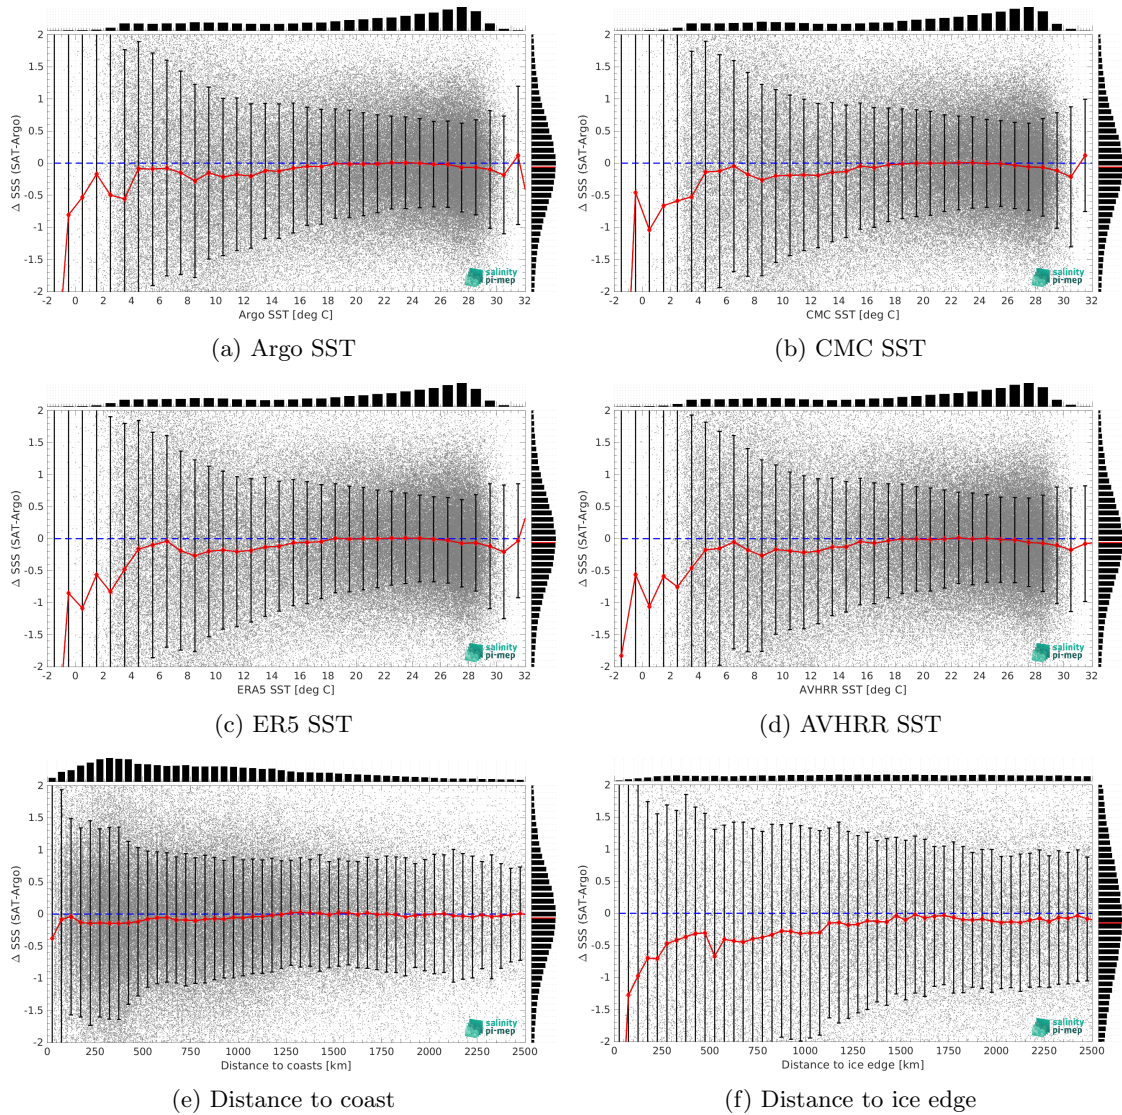 2
1.5
1
0.5
0
-0.5
-1
-1.5
-2
Δ SSS (SAT-Argo)
-2 0 2 4 6 8 10 12 14 16 18 20 22 24 26 28 30 32
Argo SST [deg C]
salinity
pi-mep
(a) Argo SST
2
1.5
1
0.5
0
-0.5
-1
-1.5
-2
Δ SSS (SAT-Argo)
-2 0 2 4 6 8 10 12 14 16 18 20 22 24 26 28 30 32
CMC SST [deg C]
salinity
pi-mep
(b) CMC SST
2
1.5
1
0.5
0
-0.5
-1
-1.5
-2
Δ SSS (SAT-Argo)
-2 0 2 4 6 8 10 12 14 16 18 20 22 24 26 28 30 32
ERA5 SST [deg C]
salinity
pi-mep
(c) ER5 SST
2
1.5
1
0.5
0
-0.5
-1
-1.5
-2
Δ SSS (SAT-Argo)
-2 0 2 4 6 8 10 12 14 16 18 20 22 24 26 28 30 32
AVHRR SST [deg C]
salinity
pi-mep
(d) AVHRR SST
2
1.5
1
0.5
0
-0.5
-1
-1.5
-2
Δ SSS (SAT-Argo)
0 250 500 750 1000 1250 1500 1750 2000 2250 2500
Distance to coasts [km]
salinity
pi-mep
(e) Distance to coast
2
1.5
1
0.5
0
-0.5
-1
-1.5
-2
Δ SSS (SAT-Argo)
0 250 500 750 1000 1250 1500 1750 2000 2250 2500
Distance to ice edge [km]
salinity
pi-mep
(f) Distance to ice edge